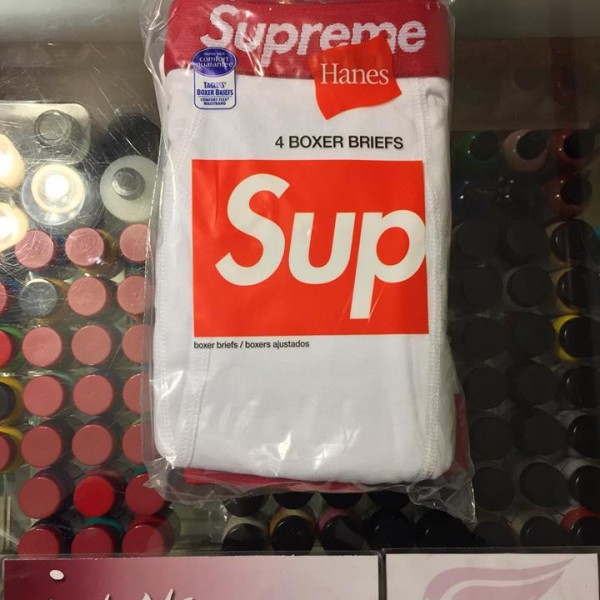 Supreme
Hanes
comfort
guarantee
TAGLESS
BOXER BRIEFS
COMFORT FLEX
WAISTBAND
4 BOXER BRIEFS
Sup
boxer briefs / boxers ajustados